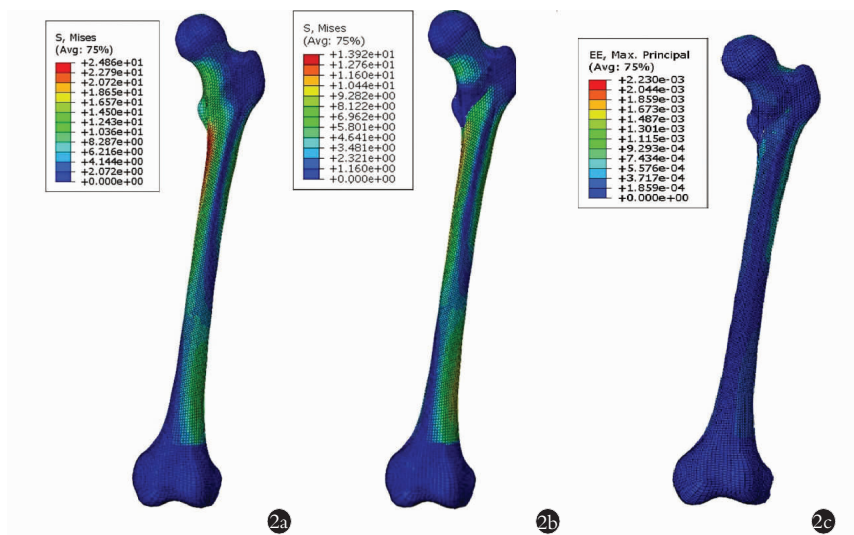 S, Mises
(Avg: 75%)
+2.486e+01
+2.279e+01
+2.072e+01
+1.865e+01
+1.657e+01
+1.450e+01
+1.243e+01
+1.036e+01
+8.287e+00
+6.216e+00
+4.144e+00
+2.072e+00
+0.000e+00
S, Mises
(Avg: 75%)
+1.392e+01
+1.276e+01
+1.160e+01
+1.044e+01
+9.282e+00
+8.122e+00
+6.962e+00
+5.801e+00
+4.641e+00
+3.481e+00
+2.321e+00
+1.160e+00
+0.000e+00
EE, Max. Principal
(Avg: 75%)
+2.230e-03
+2.044e-03
+1.859e-03
+1.673e-03
+1.487e-03
+1.301e-03
+1.115e-03
+9.293e-04
+7.434e-04
+5.576e-04
+3.717e-04
+1.859e-04
+0.000e+00
2a
2b
2c